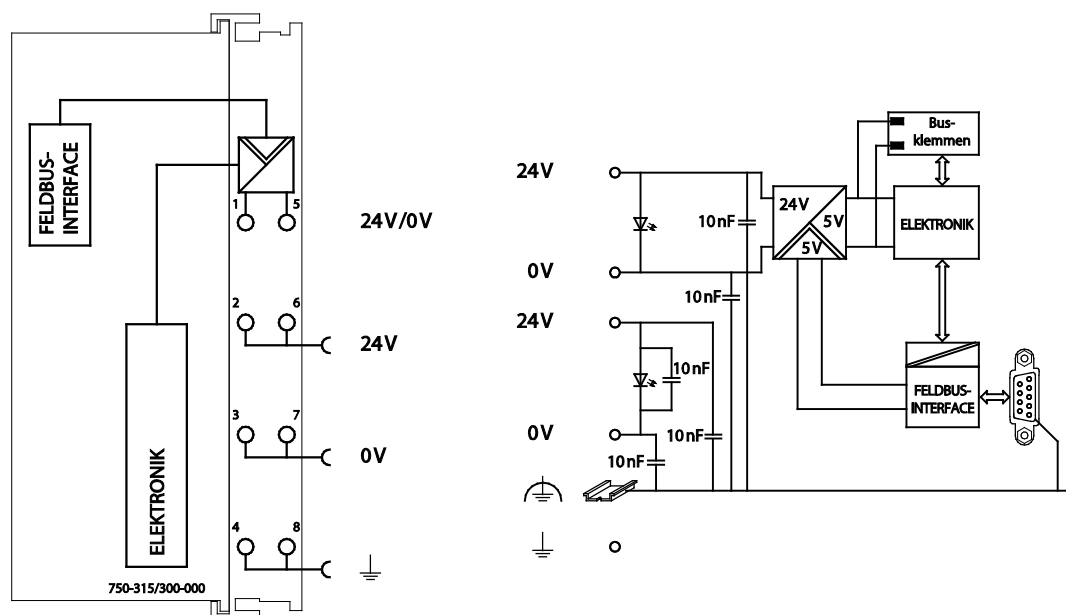 FELDBUS-
INTERFACE
1
5
24V/0V
2
6
24V
3
7
0V
ELEKTRONIK
4
8
750-315/300-000
24V
0V
24V
0V
10nF
10nF
10nF
10nF
10nF
24V
5V
5V
Bus-
klemmen
ELEKTRONIK
FELDBUS-
INTERFACE